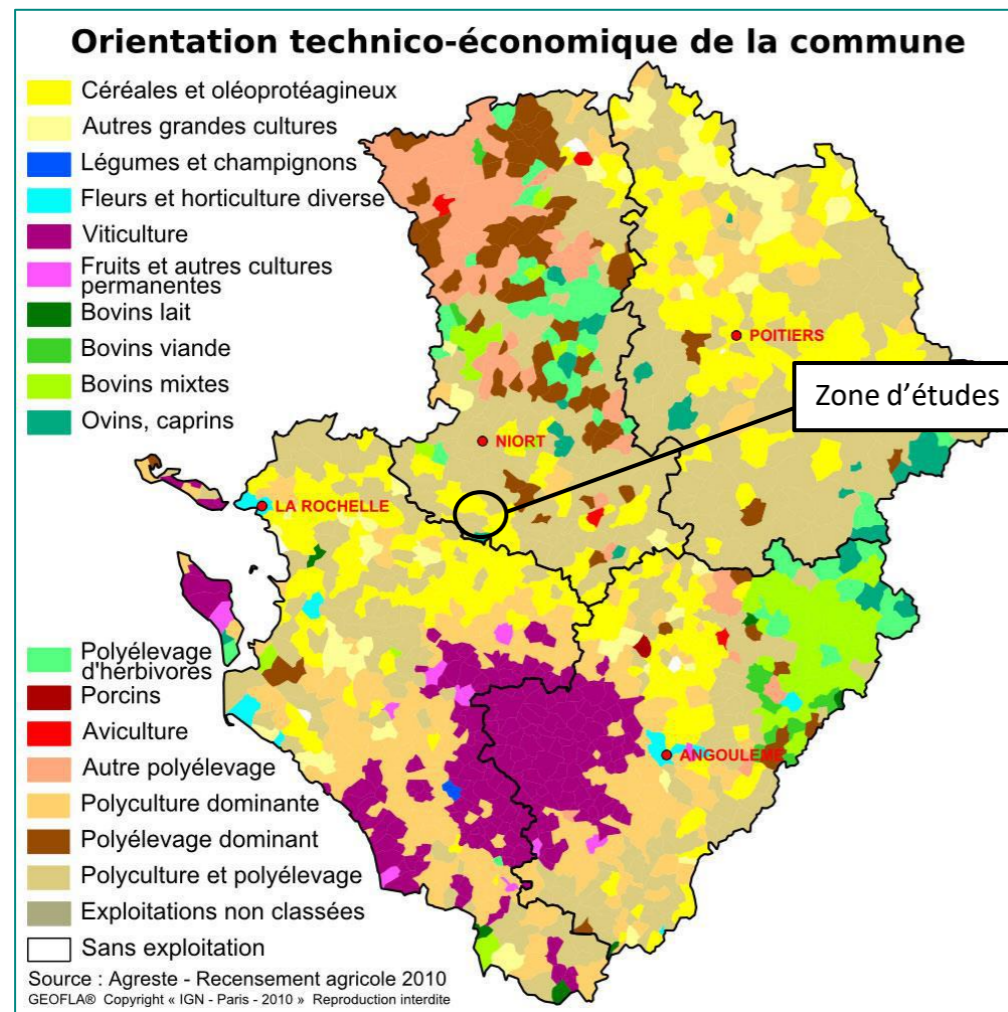 Orientation technico-économique de la commune
Céréales et oléoprotéagineux
Autres grandes cultures
Légumes et champignons
Fleurs et horticulture diverse
Viticulture
Fruits et autres cultures
permanentes
Bovins lait
Bovins viande
Bovins mixtes
Ovins, caprins
POITIERS
Zone d’études
NIORT
LA ROCHELLE
ANGOULEME
Polyélevage
d'herbivores
Porcins
Aviculture
Autre polyélevage
Polyculture dominante
Polyélevage dominant
Polyculture et polyélevage
Exploitations non classées
Sans exploitation
Source : Agreste - Recensement agricole 2010
GEOFLA® Copyright « IGN - Paris - 2010 » Reproduction interdite